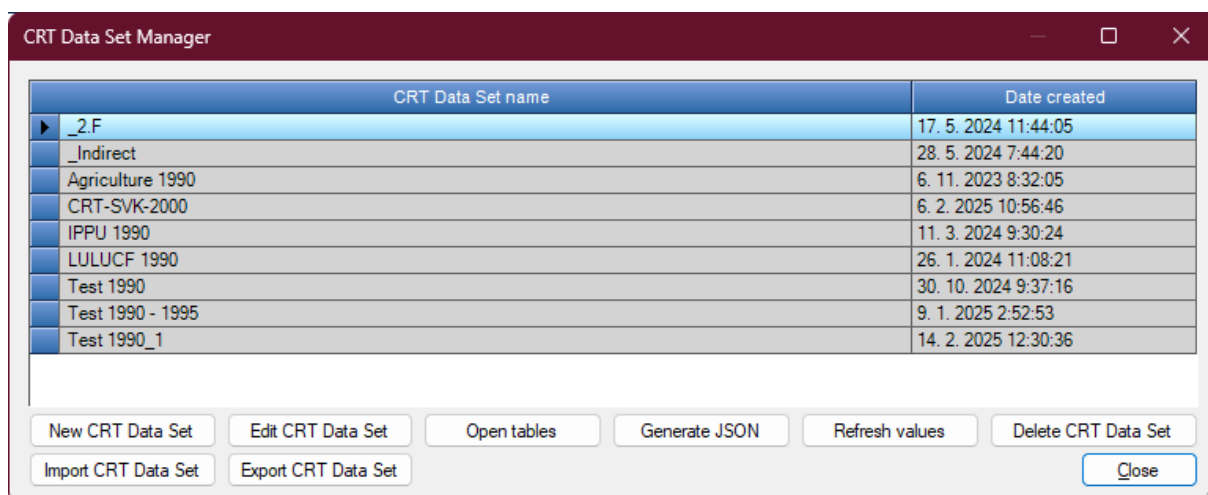 CRT Data Set Manager
CRT Data Set name Date created
_2.F 17. 5. 2024 11:44:05
_Indirect 28. 5. 2024 7:44:20
Agriculture 1990 6. 11. 2023 8:32:05
CRT-SVK-2000 6. 2. 2025 10:56:46
IPPU 1990 11. 3. 2024 9:30:24
LULUCF 1990 26. 1. 2024 11:08:21
Test 1990 30. 10. 2024 9:37:16
Test 1990 - 1995 9. 1. 2025 2:52:53
Test 1990_1 14. 2. 2025 12:30:36
New CRT Data Set Edit CRT Data Set Open tables Generate JSON Refresh values Delete CRT Data Set
Import CRT Data Set Export CRT Data Set Close